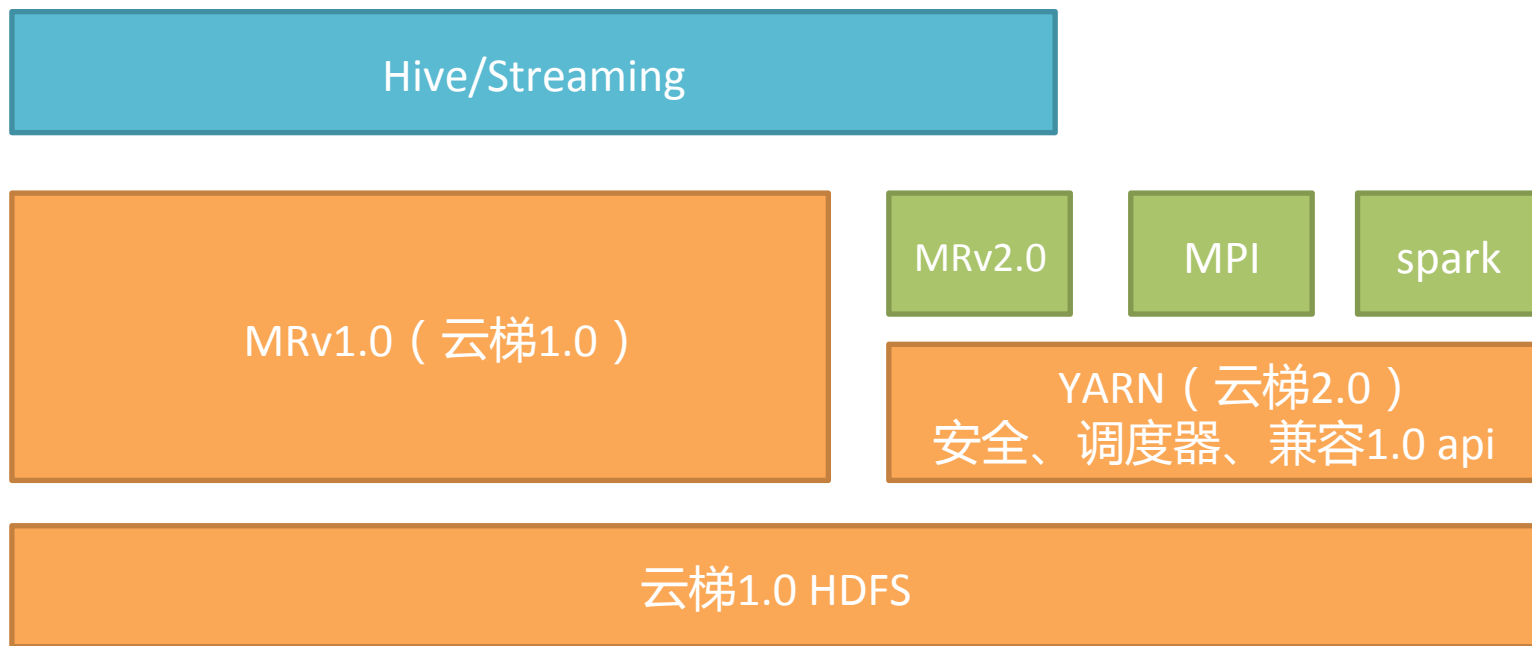 Hive/Streaming
MRv1.0（云梯1.0）
MRv2.0
MPI
spark
YARN（云梯2.0）
安全、调度器、兼容1.0 api
云梯1.0 HDFS